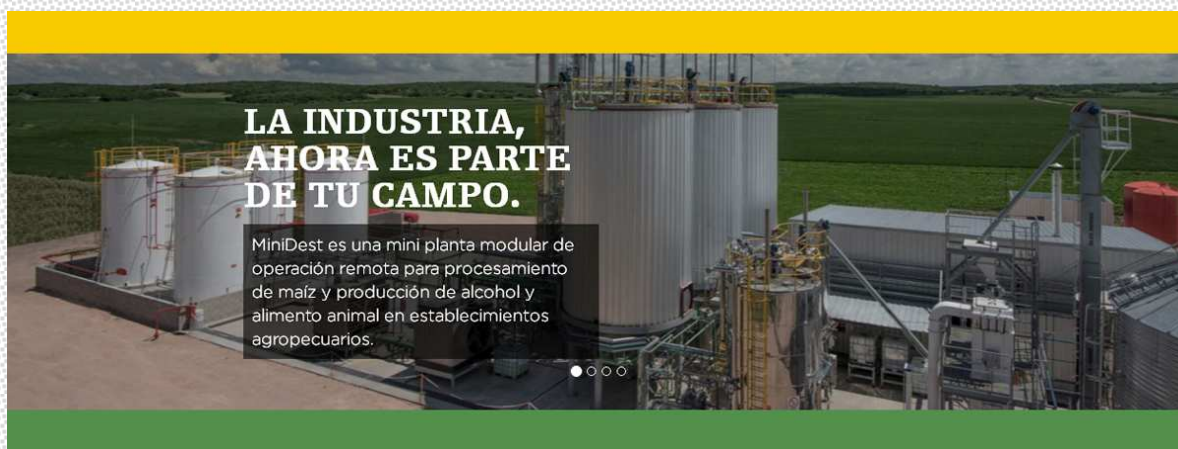 LA INDUSTRIA,
AHORA ES PARTE
DE TU CAMPO.
MiniDest es una mini planta modular de
operación remota para procesamiento
de maíz y producción de alcohol y
alimento animal en establecimientos
agropecuarios.